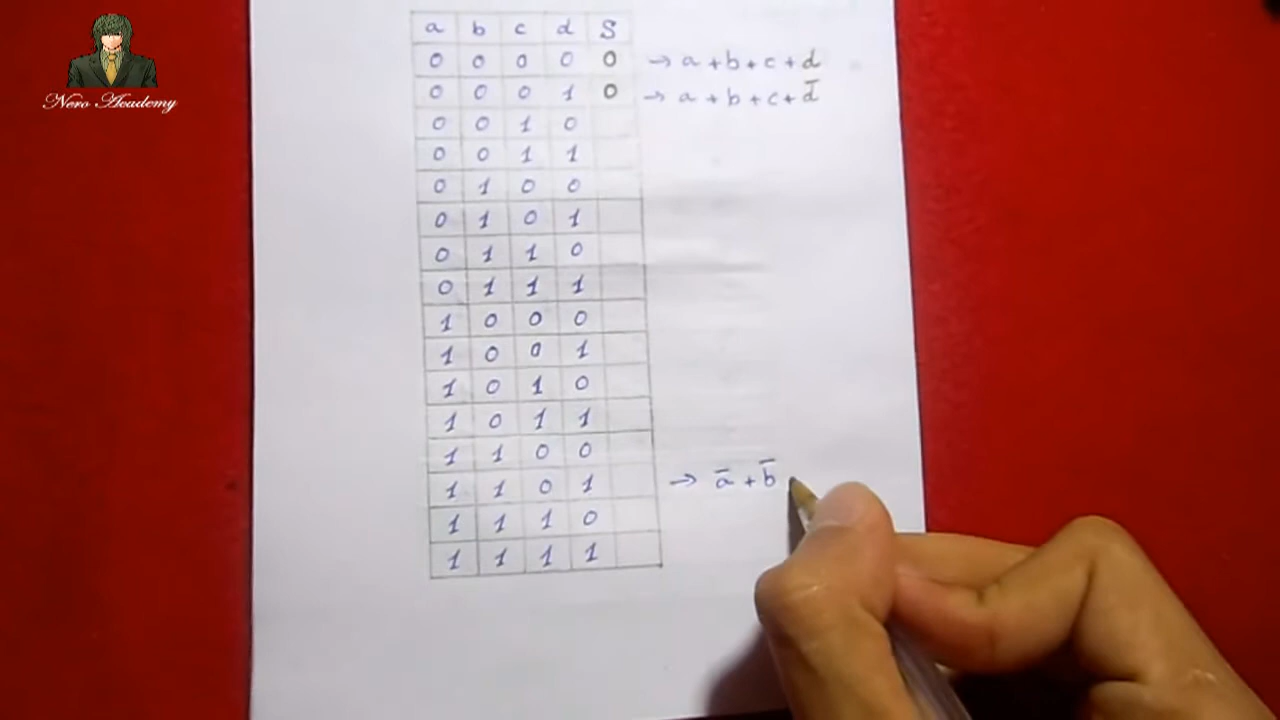 Nero Academy
a b c d S
0 0 0 0 0 → a + b + c + d
0 0 0 1 0 → a + b + c + d̅
0 0 1 0
0 0 1 1
0 1 0 0
0 1 0 1
0 1 1 0
0 1 1 1
1 0 0 0
1 0 0 1
1 0 1 0
1 0 1 1
1 1 0 0
1 1 0 1 → a̅ + b̅
1 1 1 0
1 1 1 1